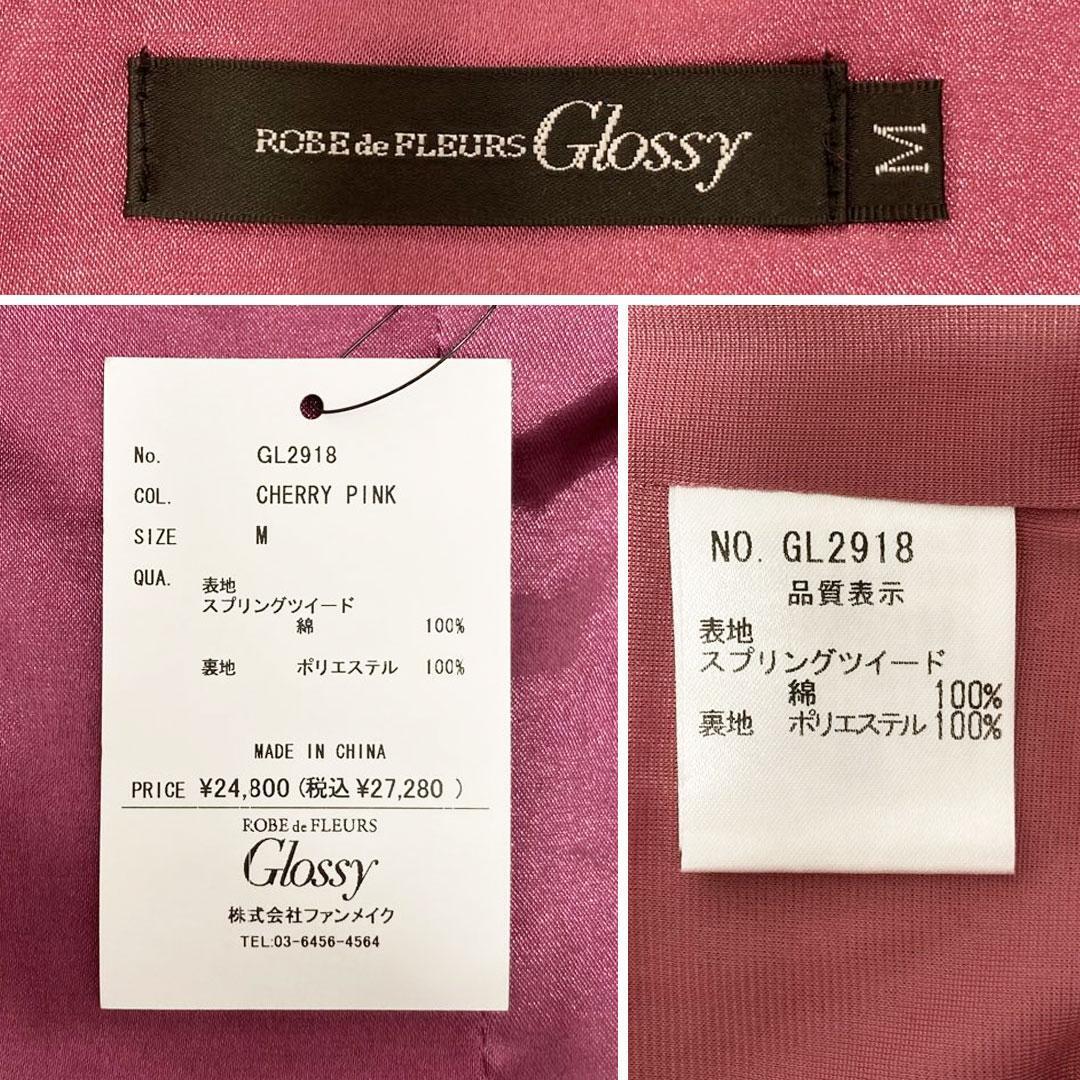 ROBE de FLEURS Glossy
M
No. GL2918
COL. CHERRY PINK
SIZE M
QUA. 表地
スプリングツイード
綿 100%
裏地 ポリエステル 100%
MADE IN CHINA
PRICE ¥24,800 (税込 ¥27,280 )
ROBE de FLEURS
Glossy
株式会社ファンメイク
TEL:03-6456-4564
NO. GL2918
品質表示
表地
スプリングツイード
綿 100%
裏地 ポリエステル 100%